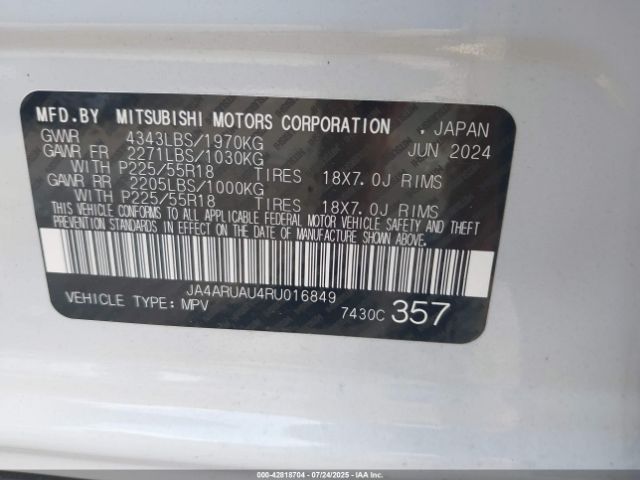 MFD.BY MITSUBISHI MOTORS CORPORATION , JAPAN
GVWR 4343LBS/1970KG JUN 2024
GAWR FR 2271LBS/1030KG
WITH P225/55R18 TIRES 18X7.0J RIMS
GAWR RR 2205LBS/1000KG
WITH P225/55R18 TIRES 18X7.0J RIMS
THIS VEHICLE CONFORMS TO ALL APPLICABLE FEDERAL MOTOR VEHICLE SAFETY AND THEFT
PREVENTION STANDARDS IN EFFECT ON THE DATE OF MANUFACTURE SHOWN ABOVE.
JA4ARUAU4RU016849
VEHICLE TYPE: MPV 7430C 357
000-42818704 - 07/24/2025 - IAAI.COM